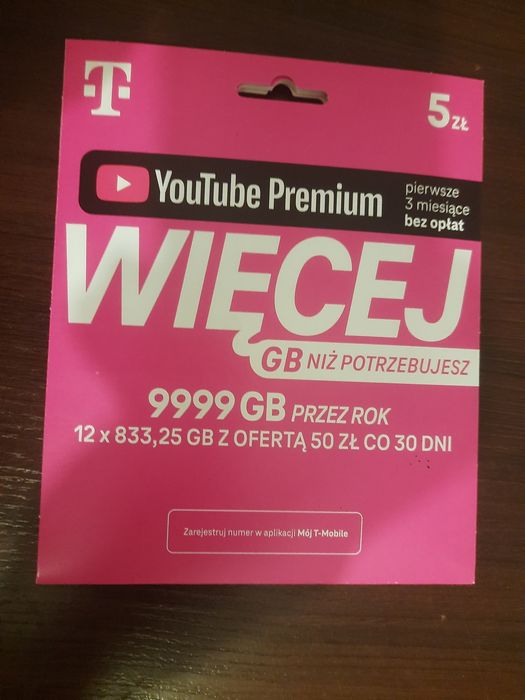 T
5 ZŁ
YouTube Premium
pierwsze
3 miesiące
bez opłat
WIĘCEJ
GB NIŻ POTRZEBUJESZ
9999 GB PRZEZ ROK
12 x 833,25 GB Z OFERTĄ 50 ZŁ CO 30 DNI
Zarejestruj numer w aplikacji Mój T-Mobile